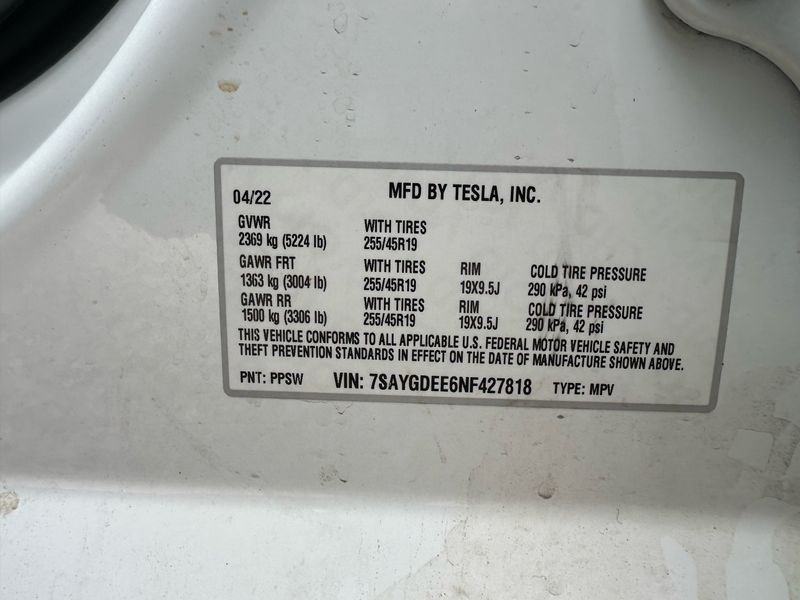 04/22 MFD BY TESLA, INC.
GVWR WITH TIRES
2369 kg (5224 lb) 255/45R19
GAWR FRT WITH TIRES RIM COLD TIRE PRESSURE
1363 kg (3004 lb) 255/45R19 19X9.5J 290 kPa, 42 psi
GAWR RR WITH TIRES RIM COLD TIRE PRESSURE
1500 kg (3306 lb) 255/45R19 19X9.5J 290 kPa, 42 psi
THIS VEHICLE CONFORMS TO ALL APPLICABLE U.S. FEDERAL MOTOR VEHICLE SAFETY AND
THEFT PREVENTION STANDARDS IN EFFECT ON THE DATE OF MANUFACTURE SHOWN ABOVE.
PNT: PPSW VIN: 7SAYGDEE6NF427818 TYPE: MPV